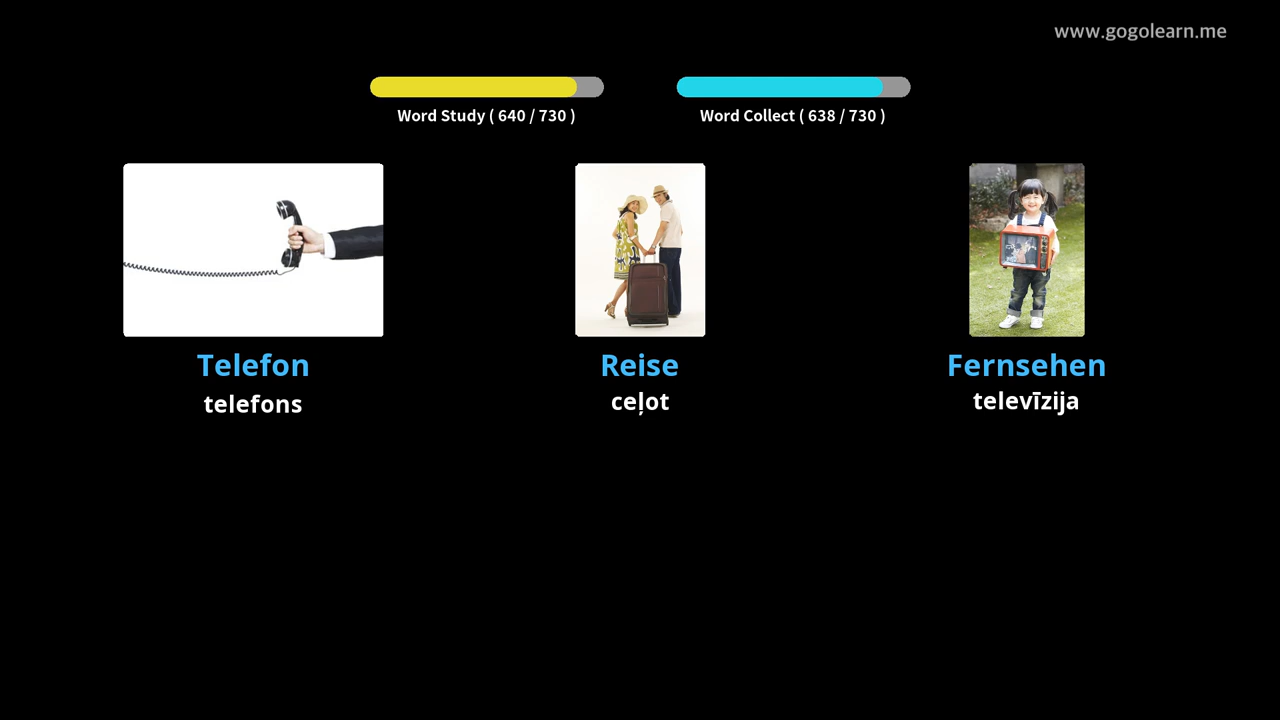 www.gogolearn.me
Word Study ( 640 / 730 )
Word Collect ( 638 / 730 )
Telefon
telefons
Reise
ceļot
Fernsehen
televīzija